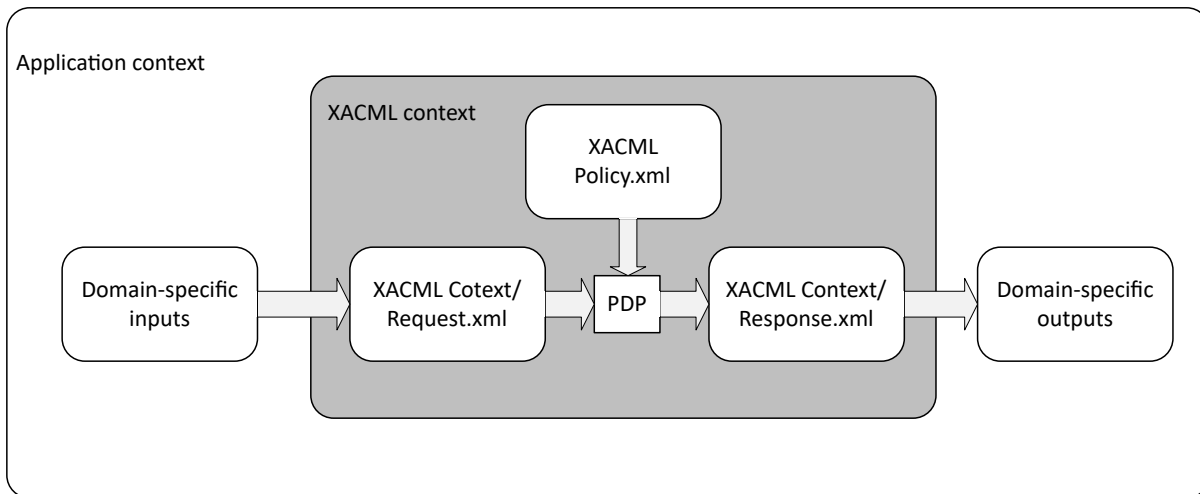 Application context
XACML context
XACML
Policy.xml
Domain-specific
inputs
XACML Cotext/
Request.xml
PDP
XACML Context/
Response.xml
Domain-specific
outputs